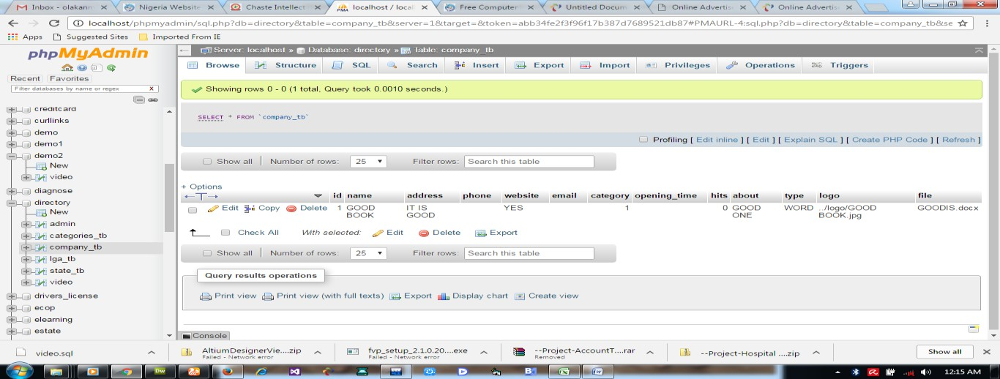 Inbox - olakanm
Nigeria Website
Chaste Intellect
localhost / local
Free Computer
Untitled Docum
Online Advertis
Online Advertis
localhost/phpmyadmin/sql.php?db=directory&table=company_tb&server=1&target=&token=abb34fe2f3f96f17b387d7689521db87#PMAURL-4:sql.php?db=directory&table=company_tb&se
Apps Suggested Sites Imported From IE
phpMyAdmin
Recent Favorites
Filter databases by name or regex X
creditcard
curllinks
demo
demo1
demo2
New
video
diagnose
directory
New
admin
categories_tb
company_tb
lga_tb
state_tb
video
drivers_license
ecop
elearning
estate
Server: localhost » Database: directory » Table: company_tb
Browse Structure SQL Search Insert Export Import Privileges Operations Triggers
Showing rows 0 - 0 (1 total, Query took 0.0010 seconds.)
SELECT * FROM `company_tb`
Profiling [ Edit inline ] [ Edit ] [ Explain SQL ] [ Create PHP Code ] [ Refresh ]
Show all | Number of rows: 25 Filter rows: Search this table
+ Options
id name address phone website email category opening_time hits about type logo file
Edit Copy Delete 1 GOOD IT IS YES 1 0 GOOD WORD ../logo/GOOD GOODIS.docx
BOOK GOOD ONE BOOK.jpg
Check All With selected: Edit Delete Export
Show all | Number of rows: 25 Filter rows: Search this table
Query results operations
Print view Print view (with full texts) Export Display chart Create view
Console
video.sql
AltiumDesignerVie....zip
Failed - Network error
fvp_setup_2.1.0.20....exe
Failed - Network error
--Project-AccountT....rar
Removed
--Project-Hospital ....zip
Show all
Dw
12:15 AM